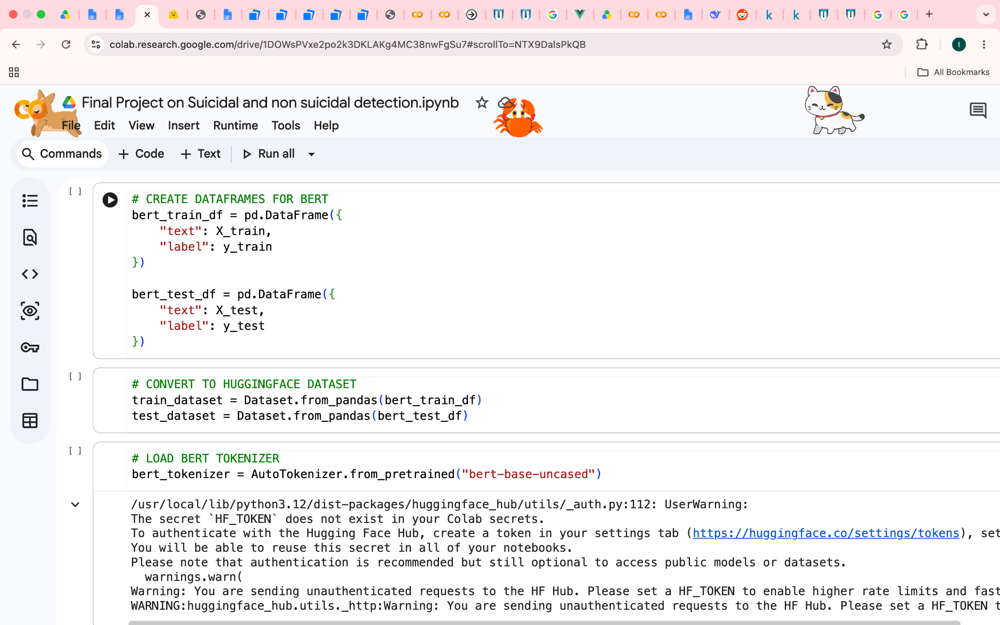 colab.research.google.com/drive/1DOWsPVxe2po2k3DKLAKg4MC38nwFgSu7#scrollTo=NTX9DalsPkQB
All Bookmarks
Final Project on Suicidal and non suicidal detection.ipynb
File Edit View Insert Runtime Tools Help
Commands + Code + Text Run all
[ ]
# CREATE DATAFRAMES FOR BERT
bert_train_df = pd.DataFrame({
    "text": X_train,
    "label": y_train
})
bert_test_df = pd.DataFrame({
    "text": X_test,
    "label": y_test
})
[ ]
# CONVERT TO HUGGINGFACE DATASET
train_dataset = Dataset.from_pandas(bert_train_df)
test_dataset = Dataset.from_pandas(bert_test_df)
[ ]
# LOAD BERT TOKENIZER
bert_tokenizer = AutoTokenizer.from_pretrained("bert-base-uncased")
/usr/local/lib/python3.12/dist-packages/huggingface_hub/utils/_auth.py:112: UserWarning:
The secret `HF_TOKEN` does not exist in your Colab secrets.
To authenticate with the Hugging Face Hub, create a token in your settings tab (https://huggingface.co/settings/tokens), set
You will be able to reuse this secret in all of your notebooks.
Please note that authentication is recommended but still optional to access public models or datasets.
  warnings.warn(
Warning: You are sending unauthenticated requests to the HF Hub. Please set a HF_TOKEN to enable higher rate limits and fast
WARNING:huggingface_hub.utils._http:Warning: You are sending unauthenticated requests to the HF Hub. Please set a HF_TOKEN t